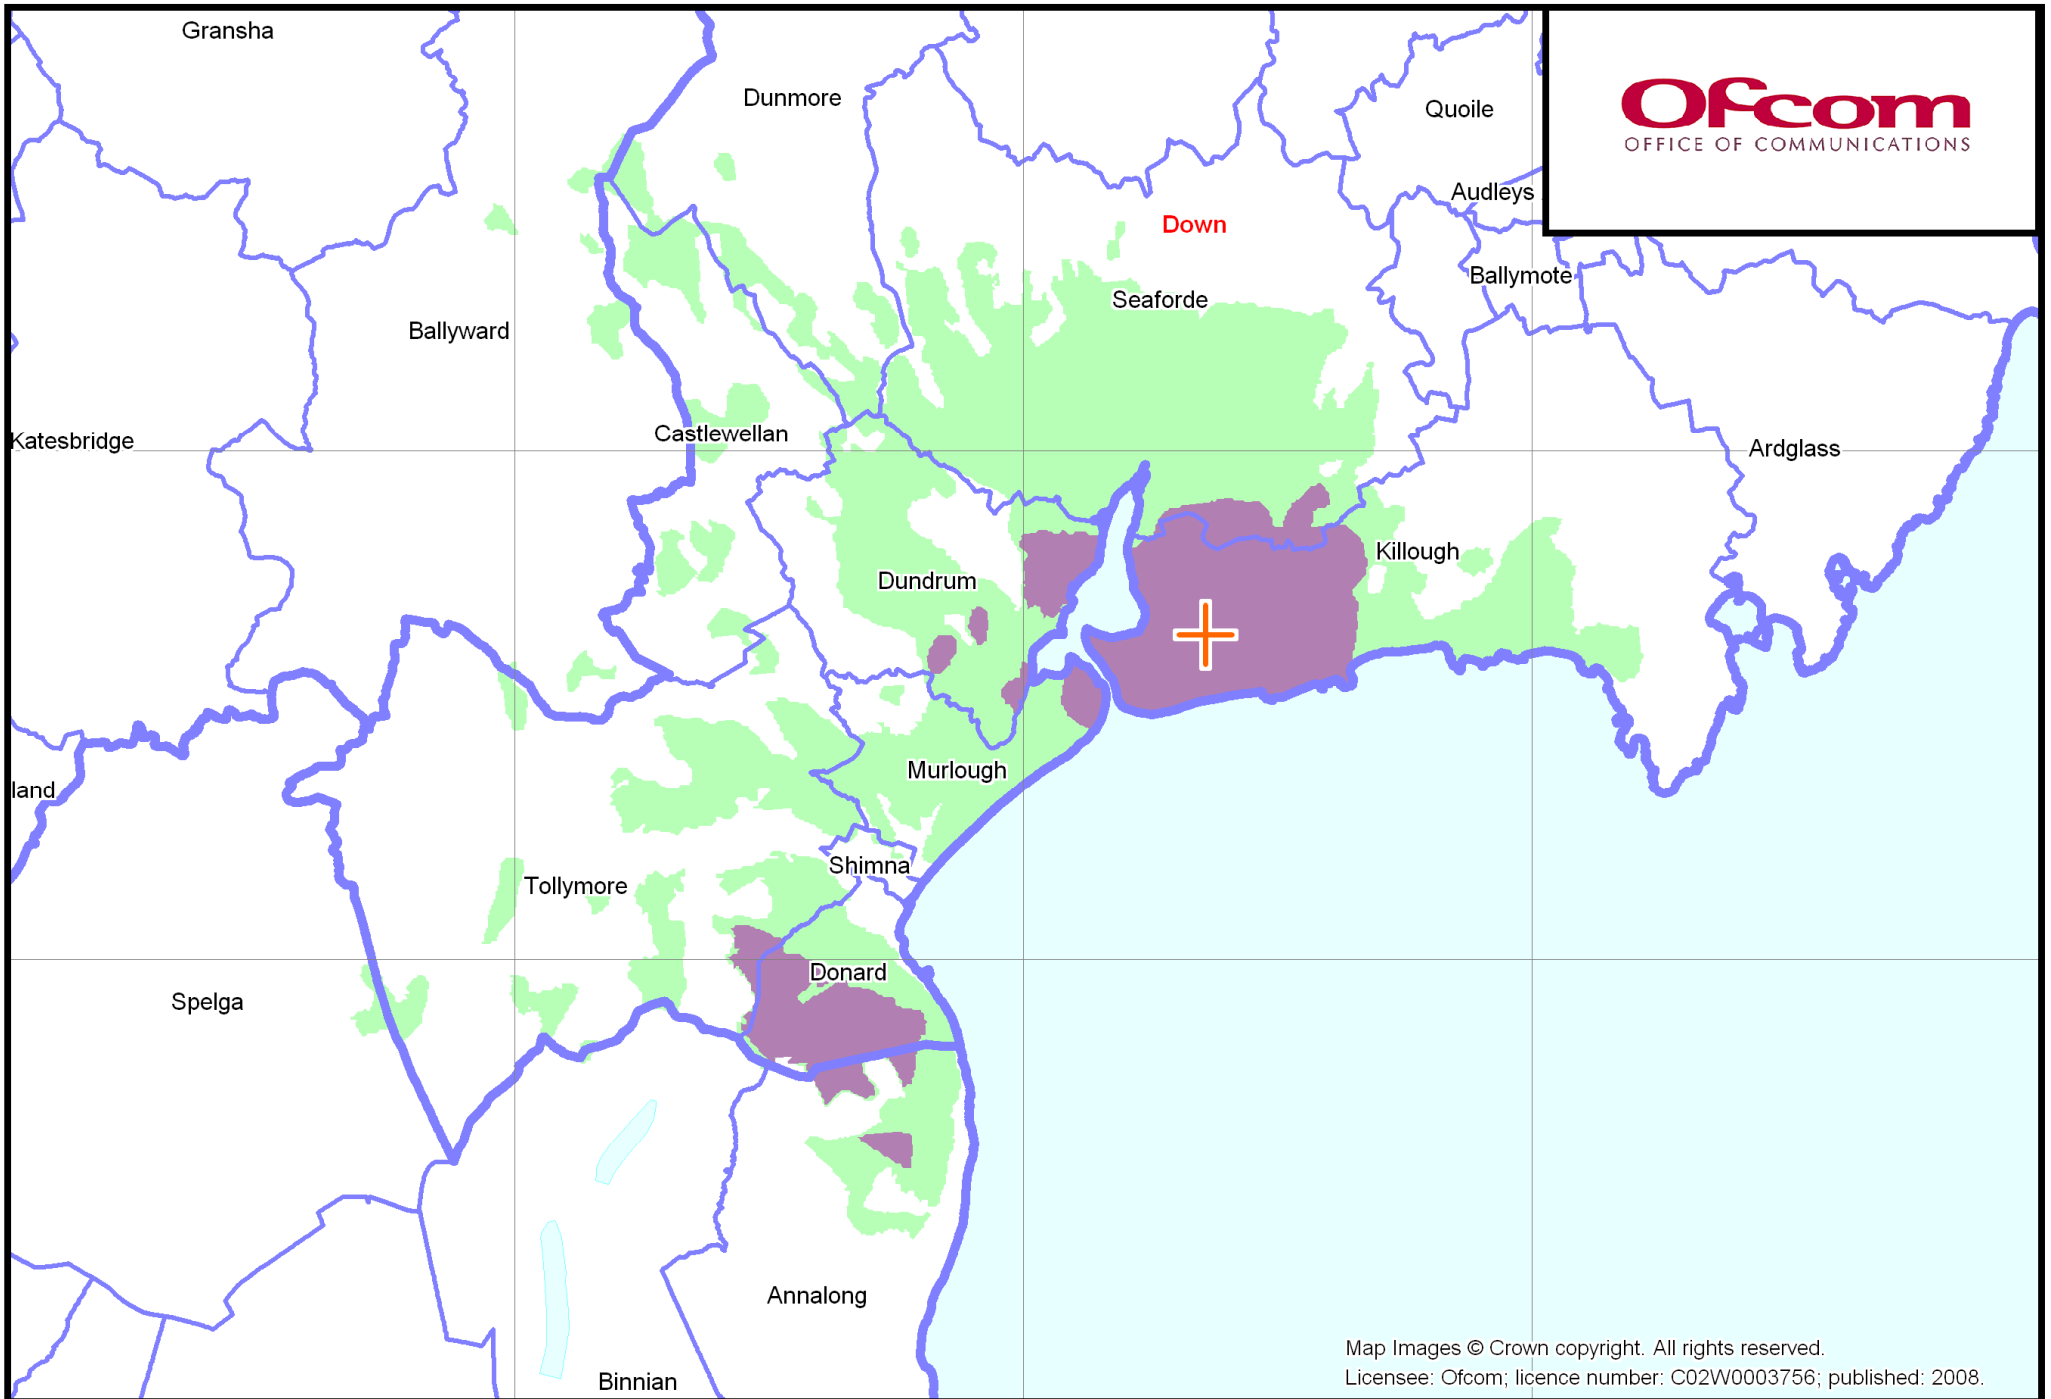 Gransha
Dunmore
Quoile
Ofcom
OFFICE OF COMMUNICATIONS
Audleys
Down
Ballymote
Seaforde
Ballyward
Castlewellan
Katesbridge
Ardglass
Killough
Dundrum
Murlough
land
Shimna
Tollymore
Donard
Spelga
Annalong
Binnian
Map Images © Crown copyright. All rights reserved.
Licensee: Ofcom; licence number: C02W0003756; published: 2008.